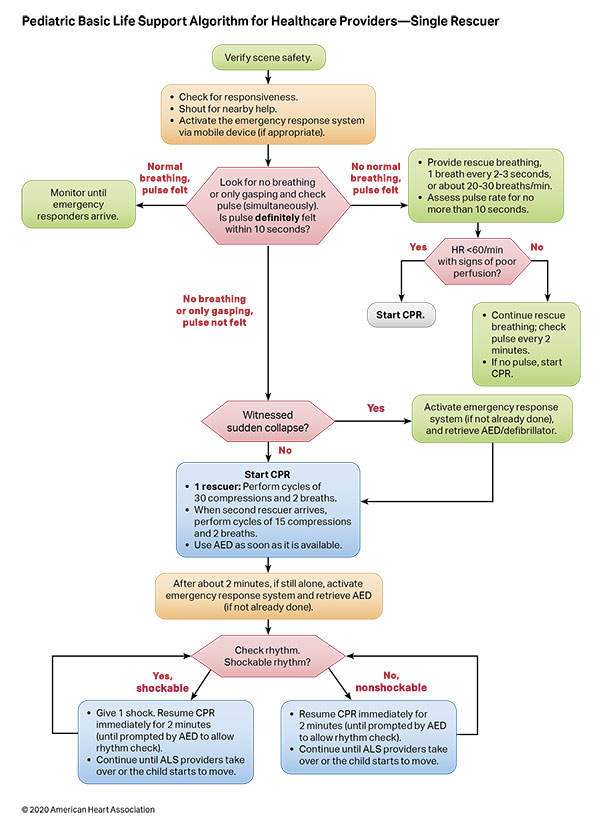 Pediatric Basic Life Support Algorithm for Healthcare Providers—Single Rescuer
Verify scene safety.
• Check for responsiveness.
• Shout for nearby help.
• Activate the emergency response system
via mobile device (if appropriate).
Normal
breathing,
pulse felt
No normal
breathing,
pulse felt
Monitor until
emergency
responders arrive.
Look for no breathing
or only gasping and check
pulse (simultaneously).
Is pulse definitely felt
within 10 seconds?
• Provide rescue breathing,
1 breath every 2-3 seconds,
or about 20-30 breaths/min.
• Assess pulse rate for no
more than 10 seconds.
Yes
HR <60/min
with signs of poor
perfusion?
No
Start CPR.
• Continue rescue
breathing; check
pulse every 2
minutes.
• If no pulse, start
CPR.
No breathing
or only gasping,
pulse not felt
Witnessed
sudden collapse?
Yes
Activate emergency response
system (if not already done),
and retrieve AED/defibrillator.
No
Start CPR
• 1 rescuer: Perform cycles of
30 compressions and 2 breaths.
• When second rescuer arrives,
perform cycles of 15 compressions
and 2 breaths.
• Use AED as soon as it is available.
After about 2 minutes, if still alone, activate
emergency response system and retrieve AED
(if not already done).
Check rhythm.
Shockable rhythm?
Yes,
shockable
No,
nonshockable
• Give 1 shock. Resume CPR
immediately for 2 minutes
(until prompted by AED to allow
rhythm check).
• Continue until ALS providers take
over or the child starts to move.
• Resume CPR immediately for
2 minutes (until prompted by AED
to allow rhythm check).
• Continue until ALS providers take
over or the child starts to move.
© 2020 American Heart Association